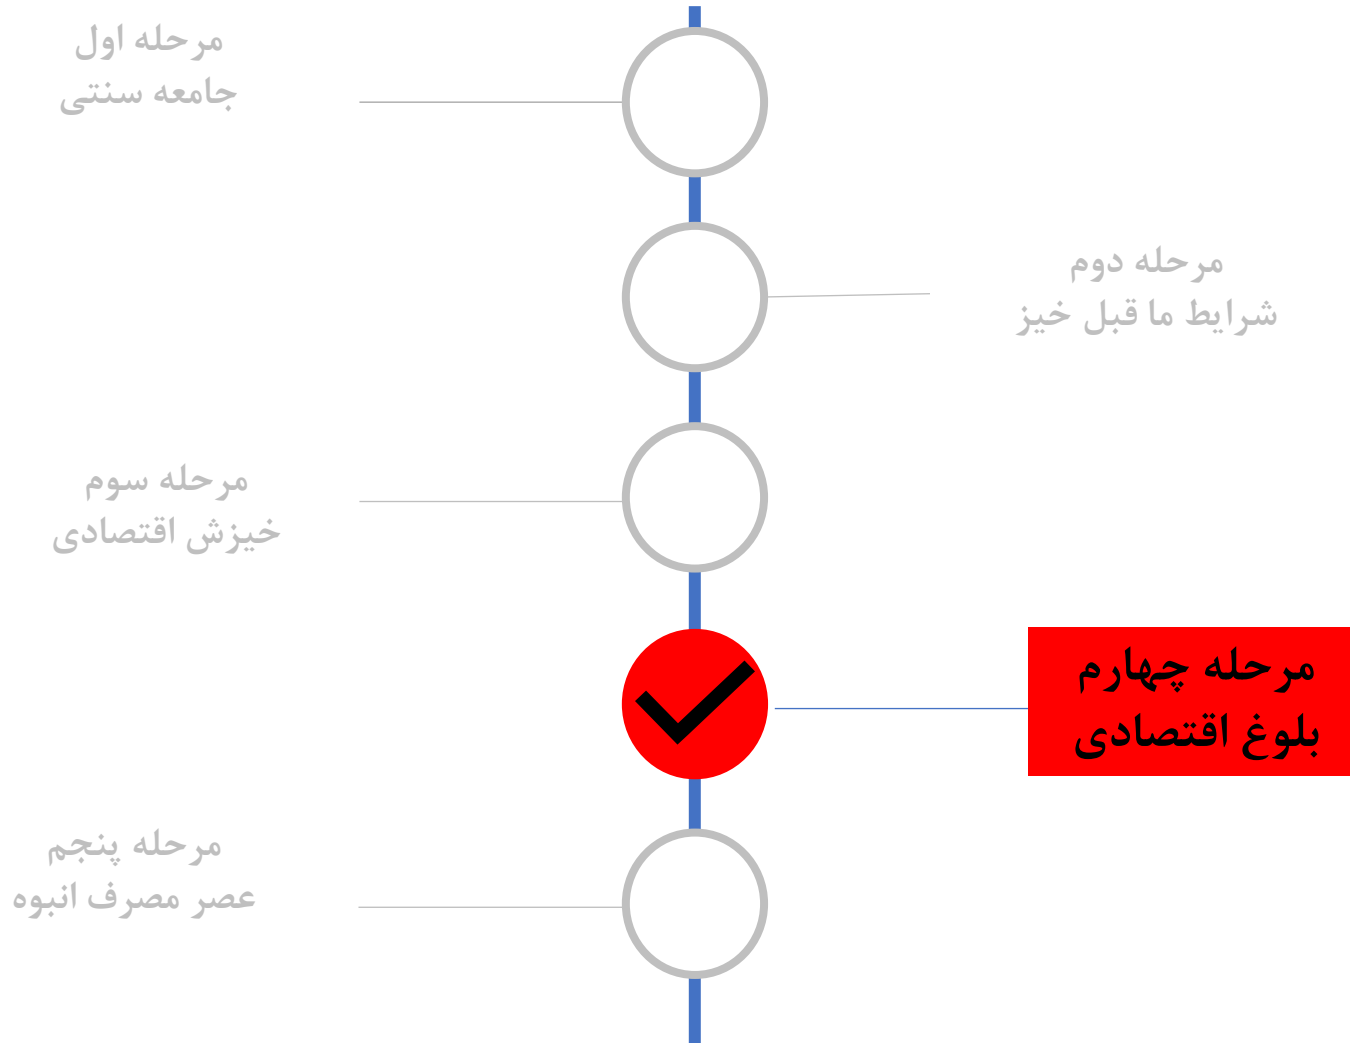 مرحله اول
جامعه سنتی
مرحله دوم
شرایط ما قبل خیز
مرحله سوم
خیزش اقتصادی
مرحله چهارم
بلوغ اقتصادی
مرحله پنجم
عصر مصرف انبوه